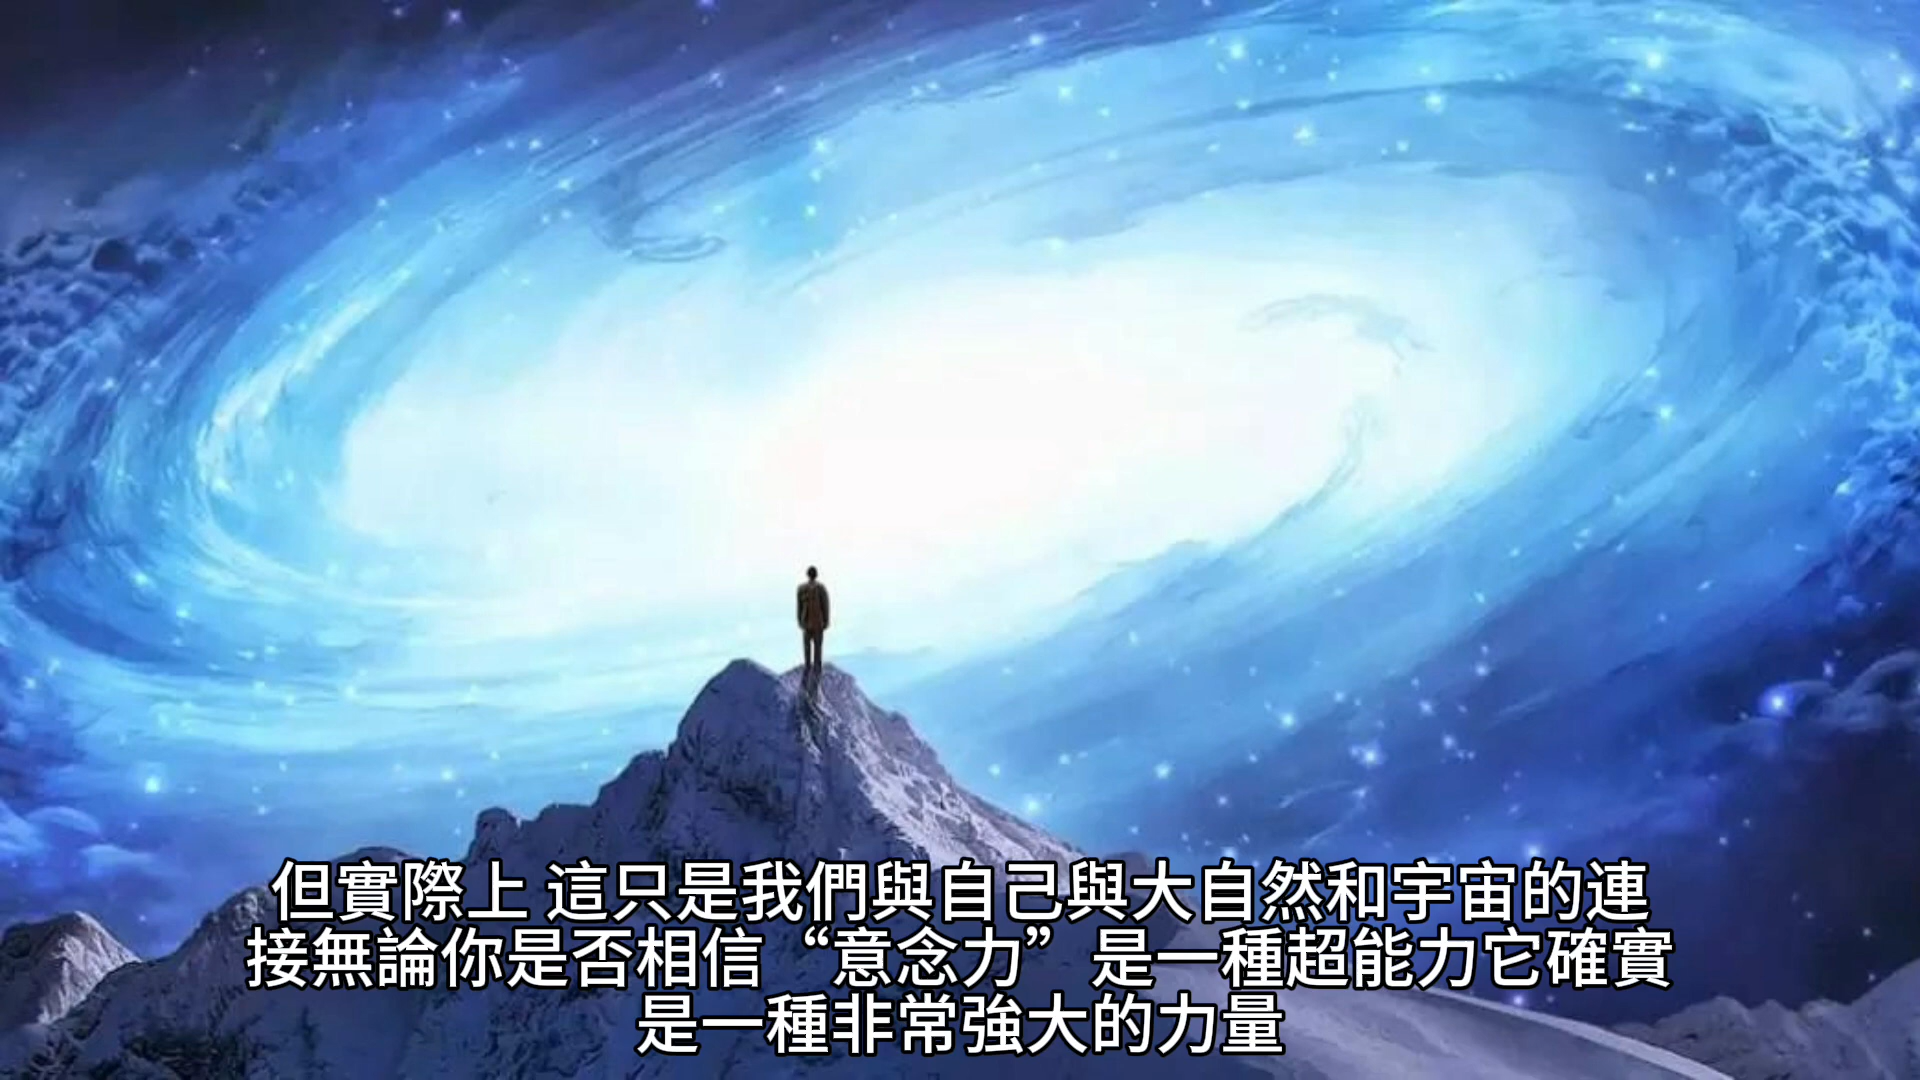 但實際上 這只是我們與自己與大自然和宇宙的連
接無論你是否相信“意念力”是一種超能力它確實
是一種非常強大的力量